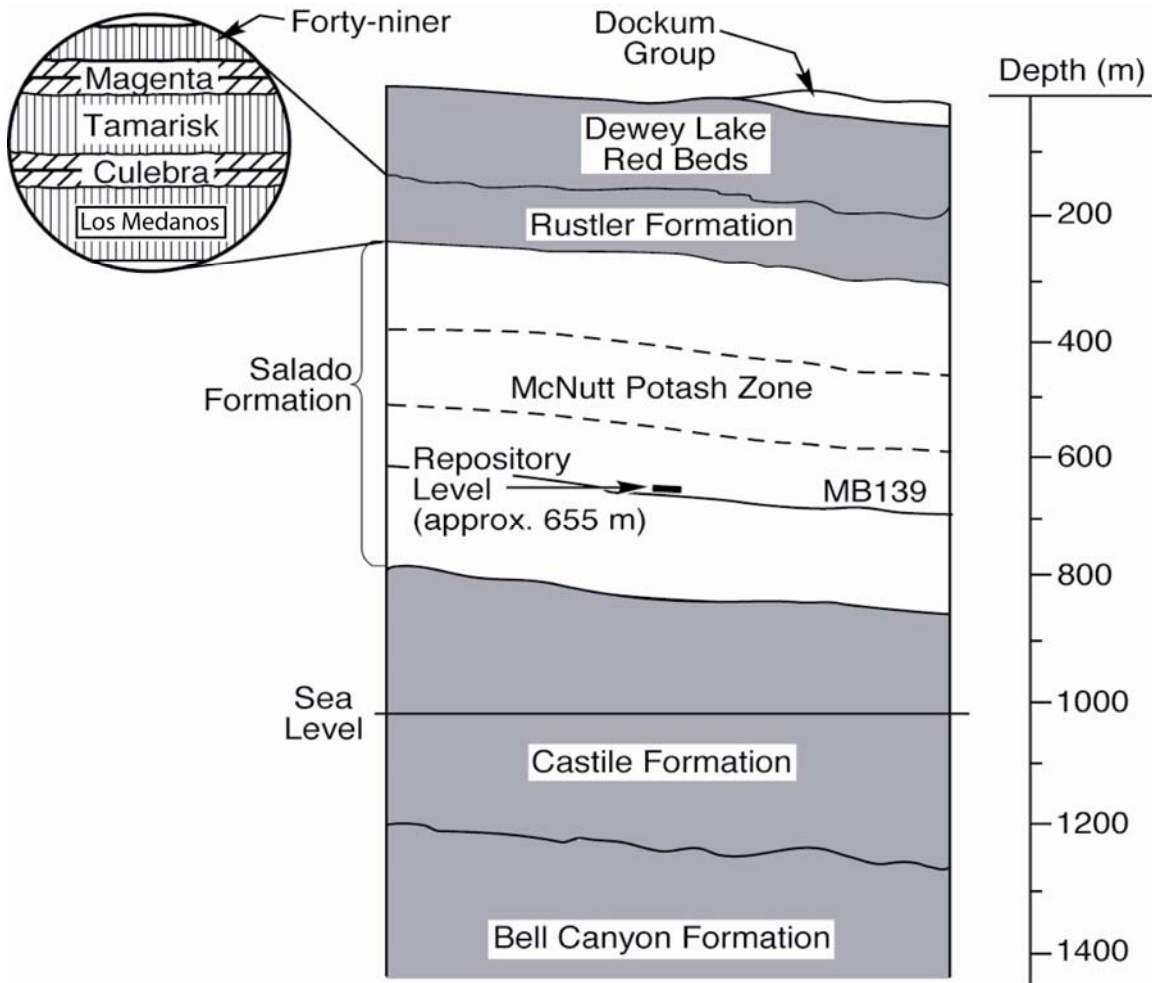 Forty-niner
Magenta
Tamarisk
Culebra
Los Medanos
Dockum
Group
Depth (m)
Dewey Lake
Red Beds
Rustler Formation
200
Salado
Formation
400
McNutt Potash Zone
Repository
Level
(approx. 655 m)
600
MB139
800
Sea
Level
1000
Castile Formation
1200
Bell Canyon Formation
1400